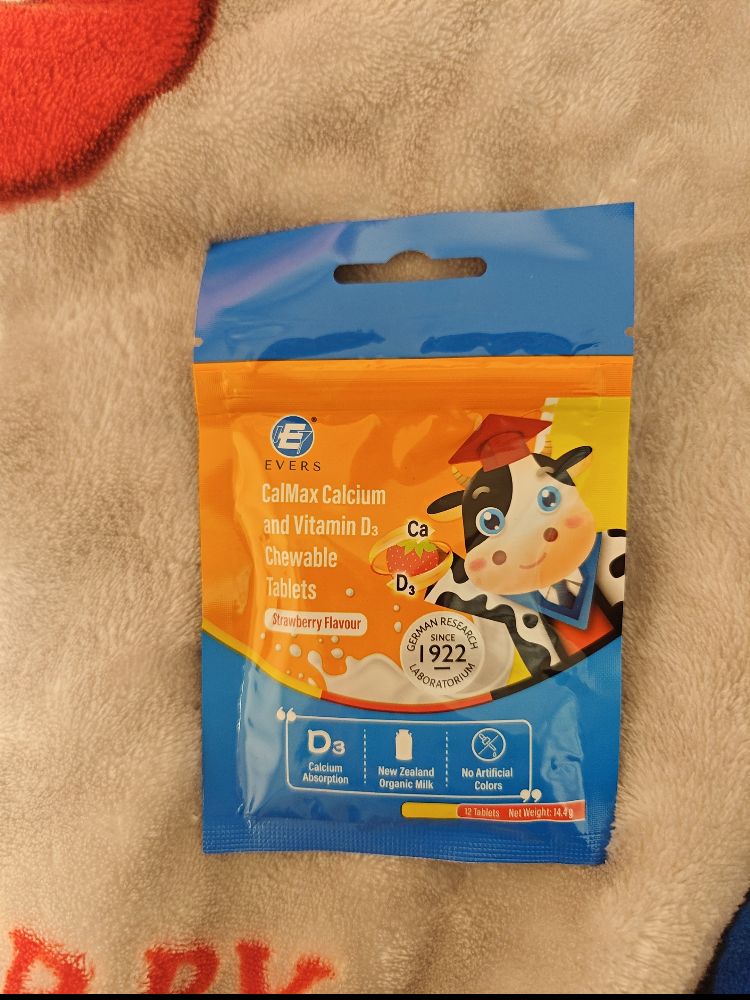 E®
EVERS
CalMax Calcium
and Vitamin D₃
Chewable
Tablets
Strawberry Flavour
Ca
D₃
GERMAN RESEARCH
SINCE
1922
LABORATORIUM
D₃
Calcium
Absorption
New Zealand
Organic Milk
No Artificial
Colors
12 Tablets Net Weight: 14.4g